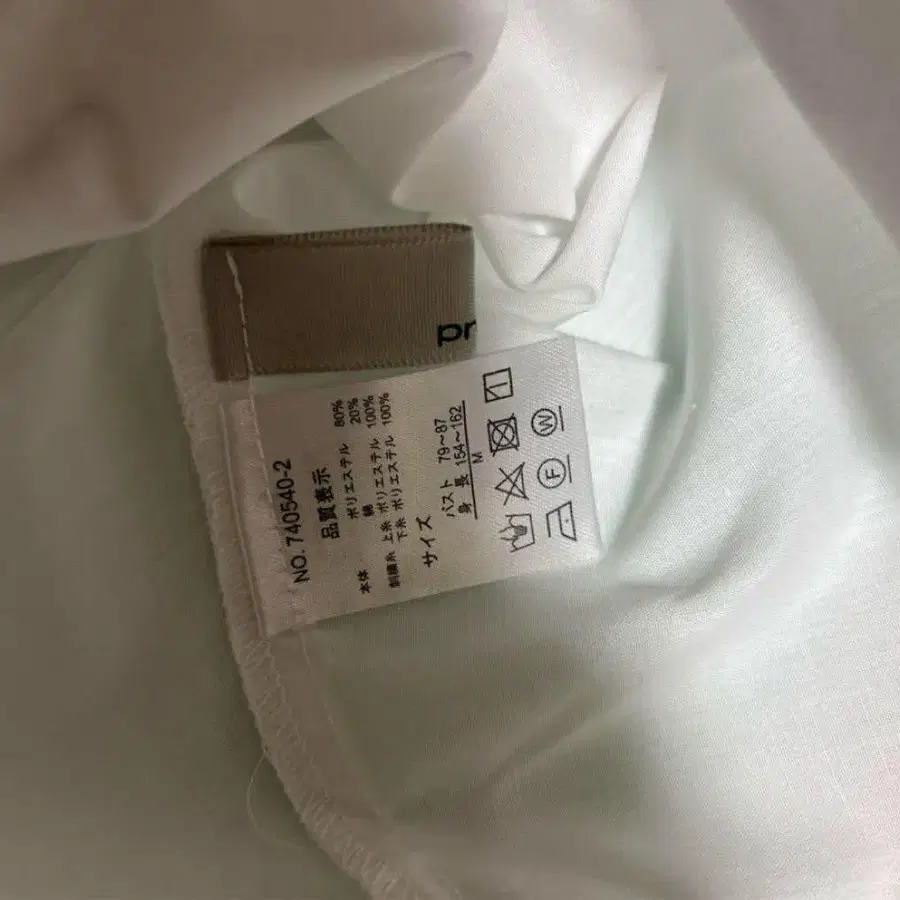 pr
NO.740540-2
品質表示
ポリエステル 80%
本体 綿 20%
刺繍糸 上糸 ポリエステル 100%
下糸 ポリエステル 100%
サイズ
バスト 79~87
身長 154~162
M
W
F